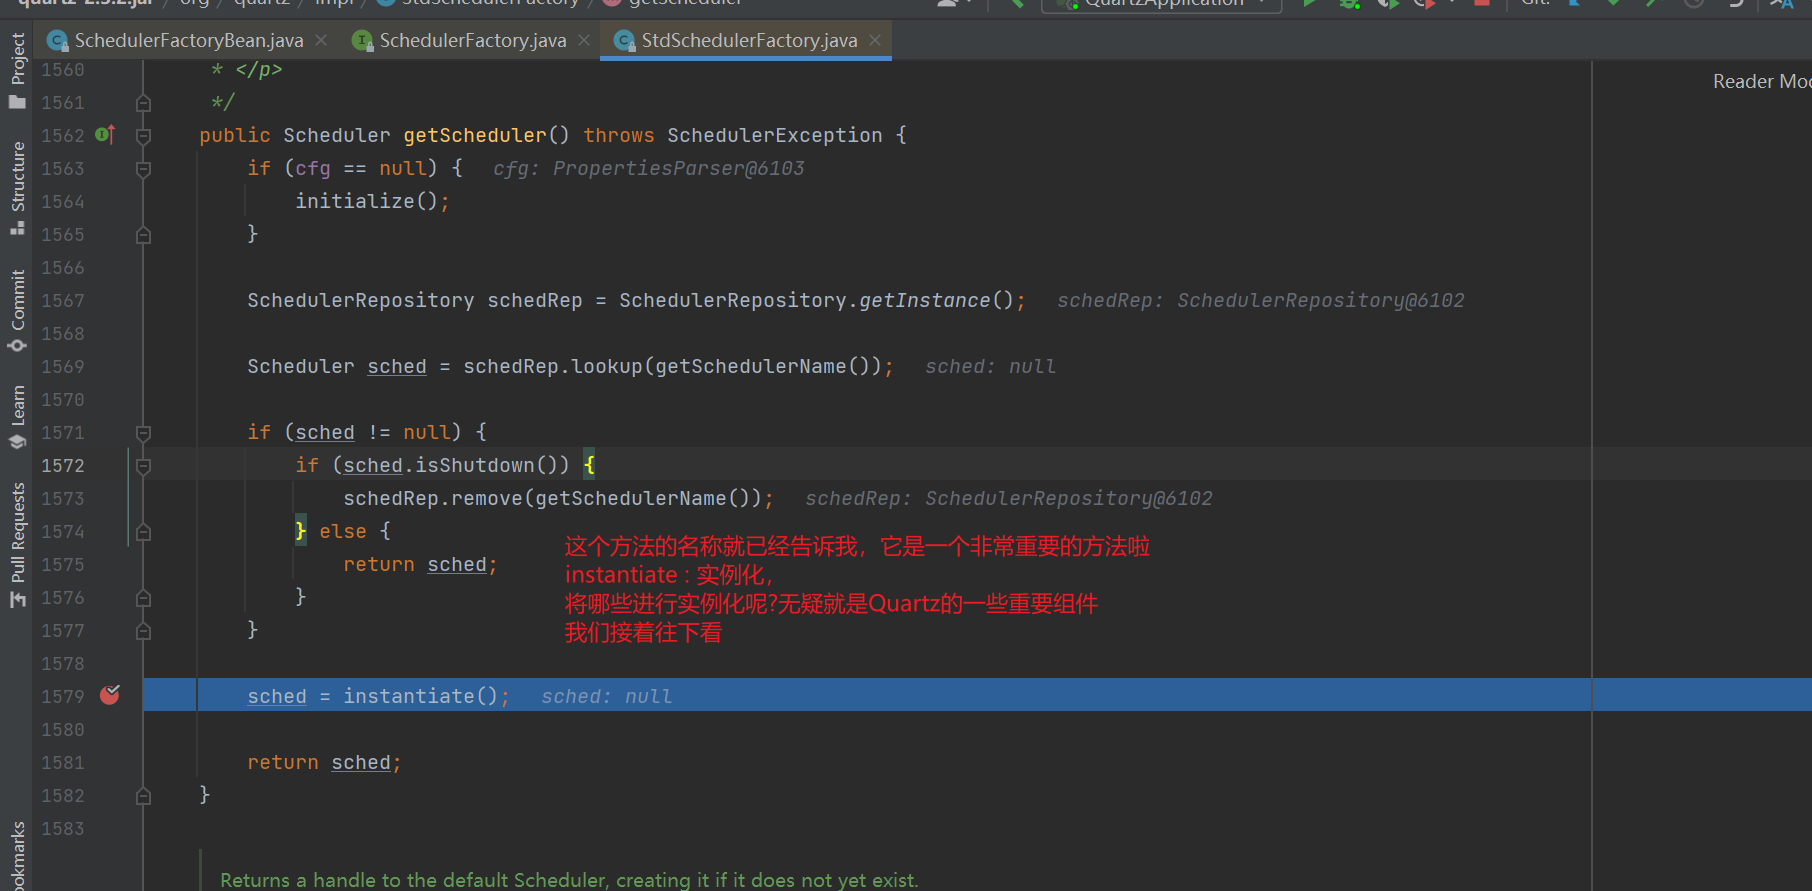 quartz-2.3.2.jar / org / quartz / impl / StdSchedulerFactory / getScheduler
QuartzApplication
Git:
SchedulerFactoryBean.java
SchedulerFactory.java
StdSchedulerFactory.java
Reader Mo
Project
Structure
Commit
Learn
Pull Requests
ookmarks
1560 * </p>
1561 */
1562 public Scheduler getScheduler() throws SchedulerException {
1563 if (cfg == null) { cfg: PropertiesParser@6103
1564 initialize();
1565 }
1566
1567 SchedulerRepository schedRep = SchedulerRepository.getInstance(); schedRep: SchedulerRepository@6102
1568
1569 Scheduler sched = schedRep.lookup(getSchedulerName()); sched: null
1570
1571 if (sched != null) {
1572 if (sched.isShutdown()) {
1573 schedRep.remove(getSchedulerName()); schedRep: SchedulerRepository@6102
1574 } else {
1575 return sched;
1576 }
1577 }
1578
1579 sched = instantiate(); sched: null
1580
1581 return sched;
1582 }
1583
Returns a handle to the default Scheduler, creating it if it does not yet exist.
这个方法的名称就已经告诉我，它是一个非常重要的方法啦
instantiate : 实例化，
将哪些进行实例化呢?无疑就是Quartz的一些重要组件
我们接着往下看